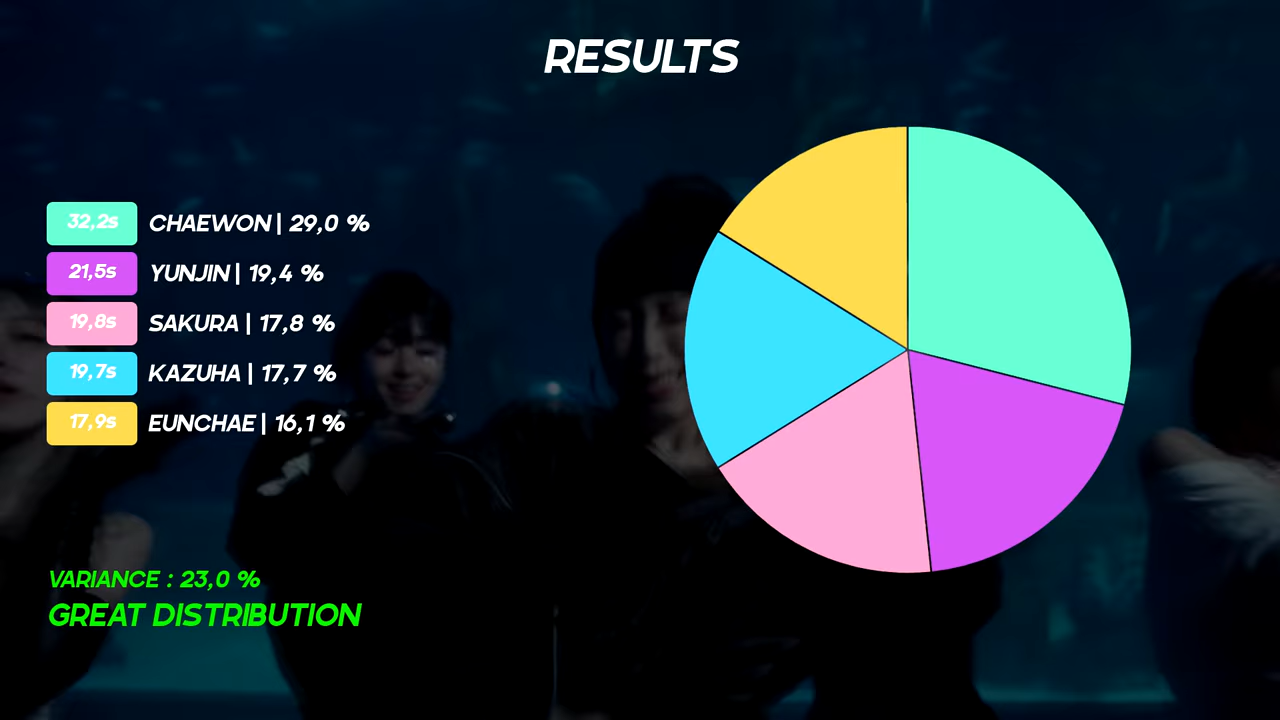 RESULTS
32,2s CHAEWON | 29,0 %
21,5s YUNJIN | 19,4 %
19,8s SAKURA | 17,8 %
19,7s KAZUHA | 17,7 %
17,9s EUNCHAE | 16,1 %
VARIANCE : 23,0 %
GREAT DISTRIBUTION